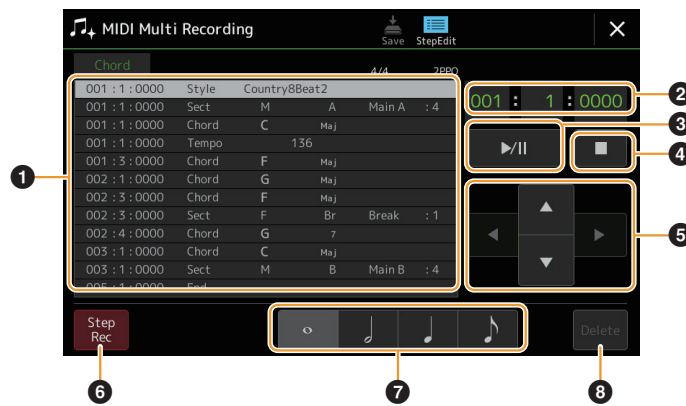 MIDI Multi Recording
Save
StepEdit
Chord
4/4 2PPQ
001 : 1 : 0000 Style Country8Beat2
001 : 1 : 0000 Sect M A Main A : 4
001 : 1 : 0000 Chord C Maj
001 : 1 : 0000 Tempo 136
001 : 3 : 0000 Chord F Maj
002 : 1 : 0000 Chord G Maj
002 : 3 : 0000 Chord F Maj
002 : 3 : 0000 Sect F Br Break : 1
002 : 4 : 0000 Chord G 7
003 : 1 : 0000 Chord C Maj
003 : 1 : 0000 Sect M B Main B : 4
005 : 1 : 0000 End
001 : 1 : 0000
Step
Rec
Delete
1
2
3
4
5
6
7
8